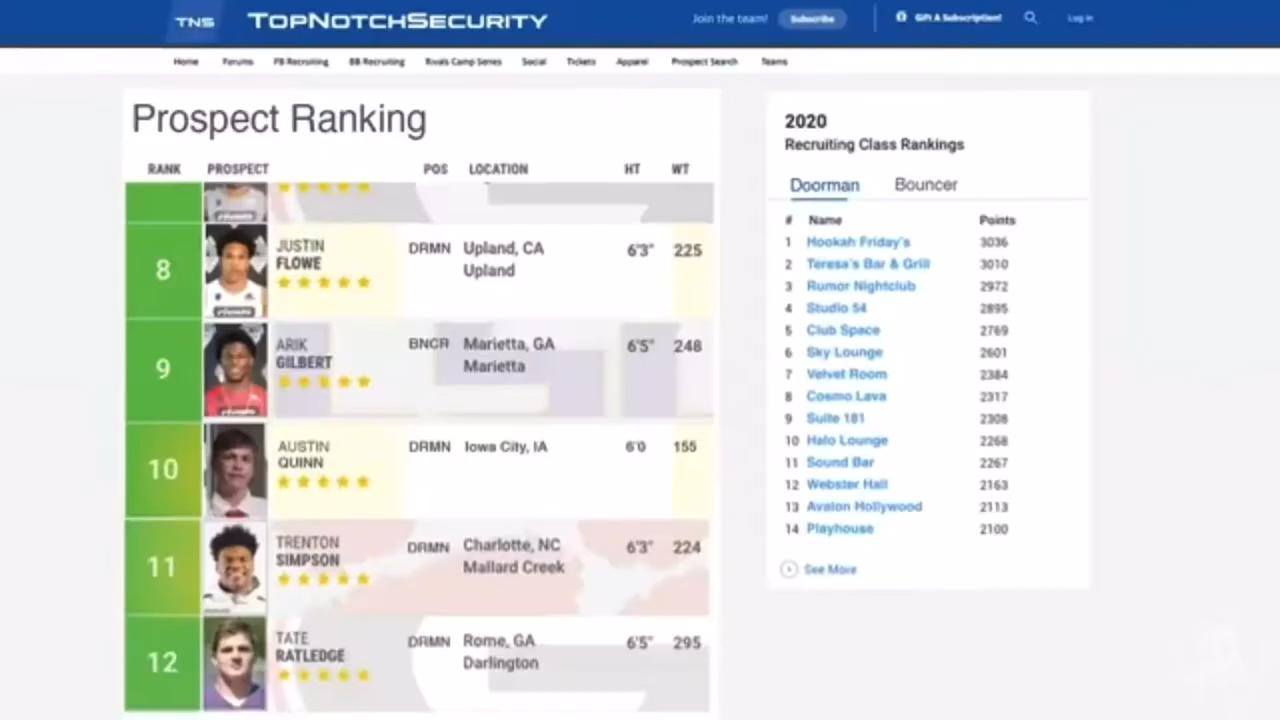 TNS TopNotchSecurity Join the team! Subscribe Gift A Subscription! Log in
Home Forums FB Recruiting BB Recruiting Rivals Camp Series Social Tickets Apparel Prospect Search Teams
Prospect Ranking
RANK PROSPECT POS LOCATION HT WT
8 JUSTIN FLOWE DRMN Upland, CA Upland 6'3" 225
9 ARIK GILBERT BNCR Marietta, GA Marietta 6'5" 248
10 AUSTIN QUINN DRMN Iowa City, IA 6'0 155
11 TRENTON SIMPSON DRMN Charlotte, NC Mallard Creek 6'3" 224
12 TATE RATLEDGE DRMN Rome, GA Darlington 6'5" 295
2020
Recruiting Class Rankings
Doorman Bouncer
# Name Points
1 Hookah Friday's 3036
2 Teresa's Bar & Grill 3010
3 Rumor Nightclub 2972
4 Studio 54 2895
5 Club Space 2769
6 Sky Lounge 2601
7 Velvet Room 2384
8 Cosmo Lava 2317
9 Suite 181 2308
10 Halo Lounge 2268
11 Sound Bar 2267
12 Webster Hall 2163
13 Avalon Hollywood 2113
14 Playhouse 2100
See More